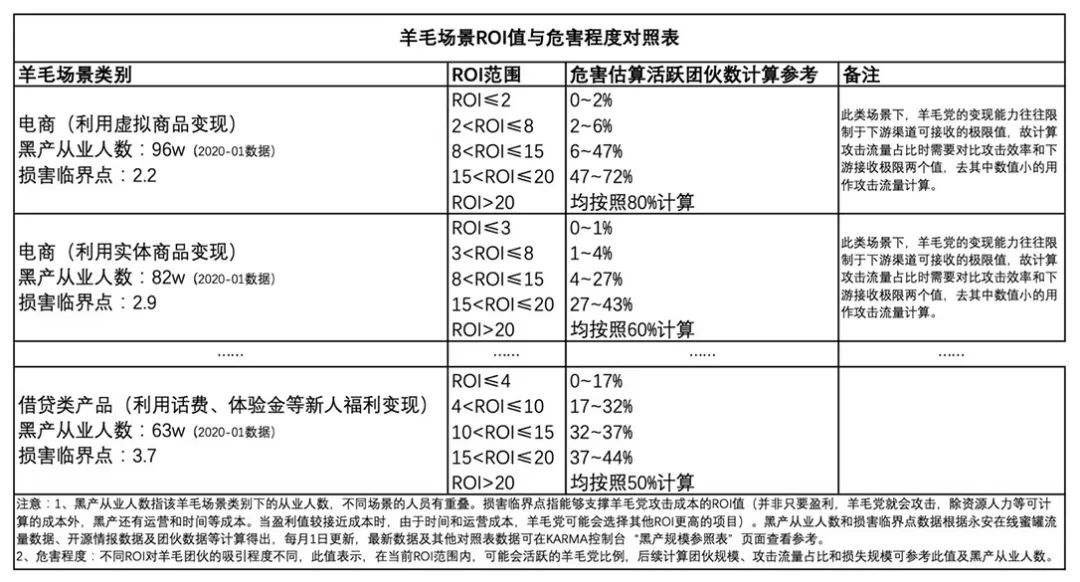 羊毛场景ROI值与危害程度对照表
羊毛场景类别 ROI范围 危害估算活跃团伙数计算参考 备注
电商（利用虚拟商品变现）
黑产从业人数：96w（2020-01数据）
损害临界点：2.2
ROI≤2 0~2%
2<ROI≤8 2~6%
8<ROI≤15 6~47%
15<ROI≤20 47~72%
ROI>20 均按照80%计算
此类场景下，羊毛党的变现能力往往限
制于下游渠道可接收的极限值，故计算
攻击流量占比时需要对比攻击效率和下
游接收极限两个值，去其中数值小的用
作攻击流量计算。
电商（利用实体商品变现）
黑产从业人数：82w（2020-01数据）
损害临界点：2.9
ROI≤3 0~1%
3<ROI≤8 1~4%
8<ROI≤15 4~27%
15<ROI≤20 27~43%
ROI>20 均按照60%计算
此类场景下，羊毛党的变现能力往往限
制于下游渠道可接收的极限值，故计算
攻击流量占比时需要对比攻击效率和下
游接收极限两个值，去其中数值小的用
作攻击流量计算。
…… …… …… ……
借贷类产品（利用话费、体验金等新人福利变现）
黑产从业人数：63w（2020-01数据）
损害临界点：3.7
ROI≤4 0~17%
4<ROI≤10 17~32%
10<ROI≤15 32~37%
15<ROI≤20 37~44%
ROI>20 均按照50%计算
注意：1、黑产从业人数指该羊毛场景类别下的从业人数，不同场景的人员有重叠。损害临界点指能够支撑羊毛党攻击成本的ROI值（并非只要盈利，羊毛党就会攻击，除资源人力等可计
算的成本外，黑产还有运营和时间等成本。当盈利值较接近成本时，由于时间和运营成本，羊毛党可能会选择其他ROI更高的项目）。黑产从业人数和损害临界点数据根据永安在线蜜罐流
量数据、开源情报数据及团伙数据等计算得出，每月1日更新，最新数据及其他对照表数据可在KARMA控制台“黑产规模参照表”页面查看参考。
2、危害程度：不同ROI对羊毛团伙的吸引程度不同，此值表示，在当前ROI范围内，可能会活跃的羊毛党比例，后续计算团伙规模、攻击流量占比和损失规模可参考此值及黑产从业人数。